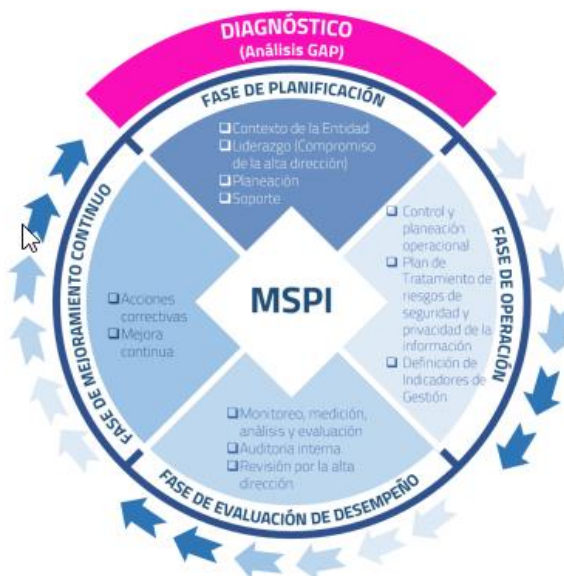 DIAGNÓSTICO
(Análisis GAP)
FASE DE PLANIFICACIÓN
❑Contexto de la Entidad
❑Liderazgo (Compromiso
de la alta dirección)
❑Planeación
❑Soporte
❑ Control y
planeación
operacional
❑ Plan de
Tratamiento de
riesgos de
seguridad y
privacidad de la
información
❑ Definición de
Indicadores de
Gestión
FASE DE OPERACIÓN
MSPI
❑Monitoreo, medición,
análisis y evaluación
❑Auditoria interna
❑Revisión por la alta
dirección
FASE DE EVALUACIÓN DE DESEMPEÑO
❑Acciones
correctivas
❑Mejora
continua
FASE DE MEJORAMIENTO CONTINUO